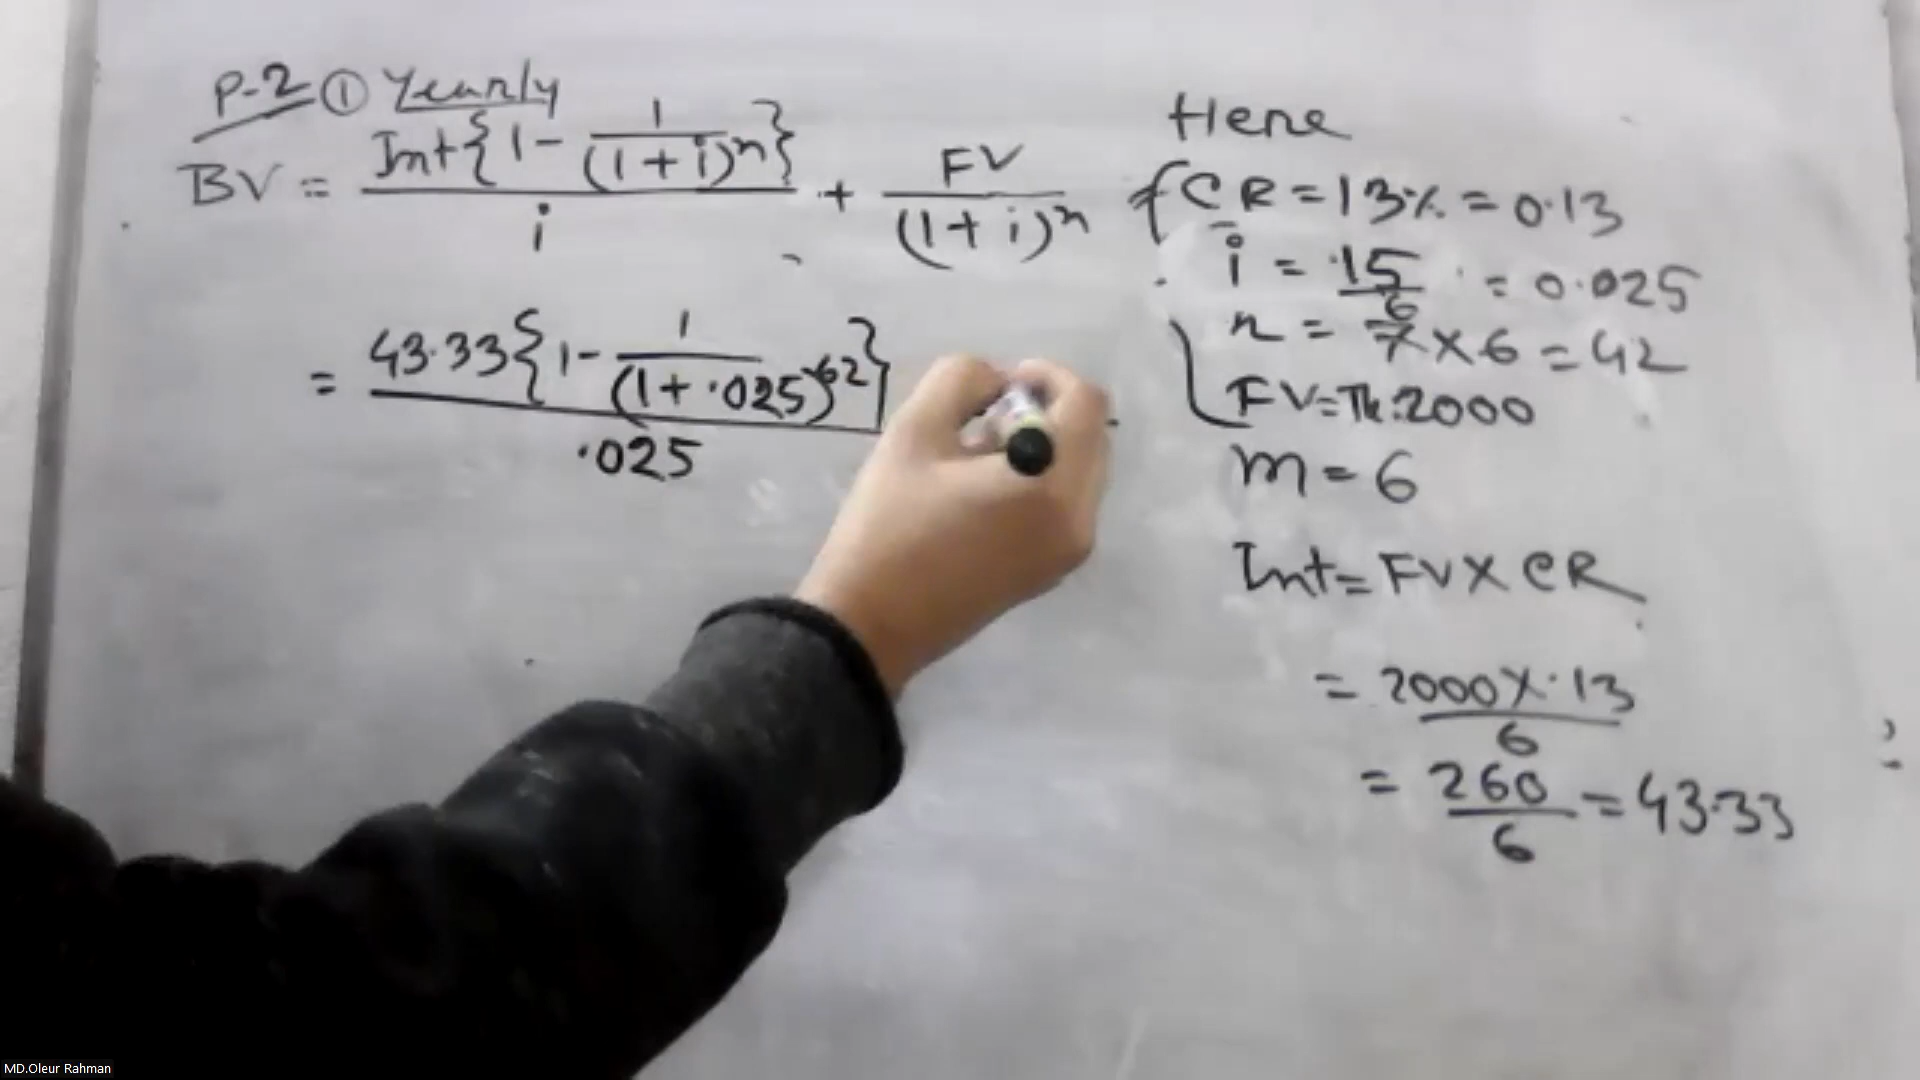 P-2 ① Yearly
BV = Int{1 - 1/(1+i)^n}/i + FV/(1+i)^n
= 43.33{1 - 1/(1+.025)^42}/.025
Here
CR = 13% = 0.13
i = .15/6 = 0.025
n = 7×6 = 42
FV = Tk. 2000
m = 6
Int = FV × CR
= 2000×.13/6
= 260/6 = 43.33
MD.Oleur Rahman